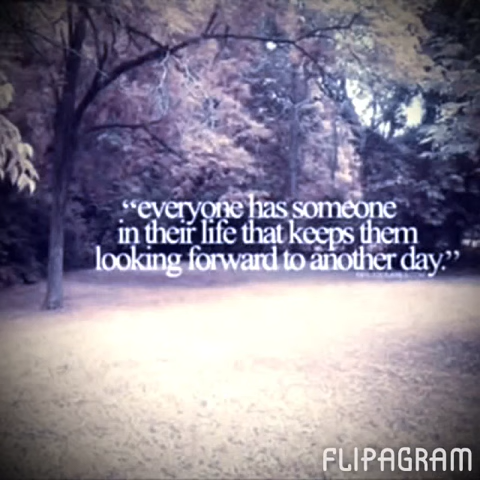 “everyone has someone
in their life that keeps them
looking forward to another day.”
FLIPAGRAM